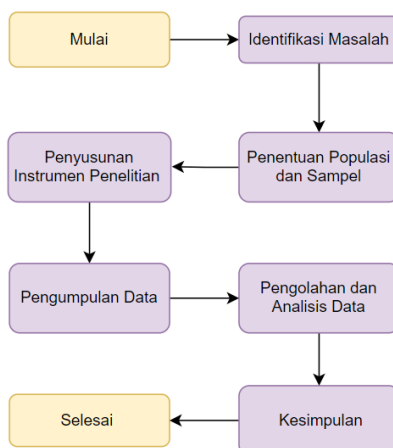 Mulai
Identifikasi Masalah
Penentuan Populasi
dan Sampel
Penyusunan
Instrumen Penelitian
Pengumpulan Data
Pengolahan dan
Analisis Data
Kesimpulan
Selesai